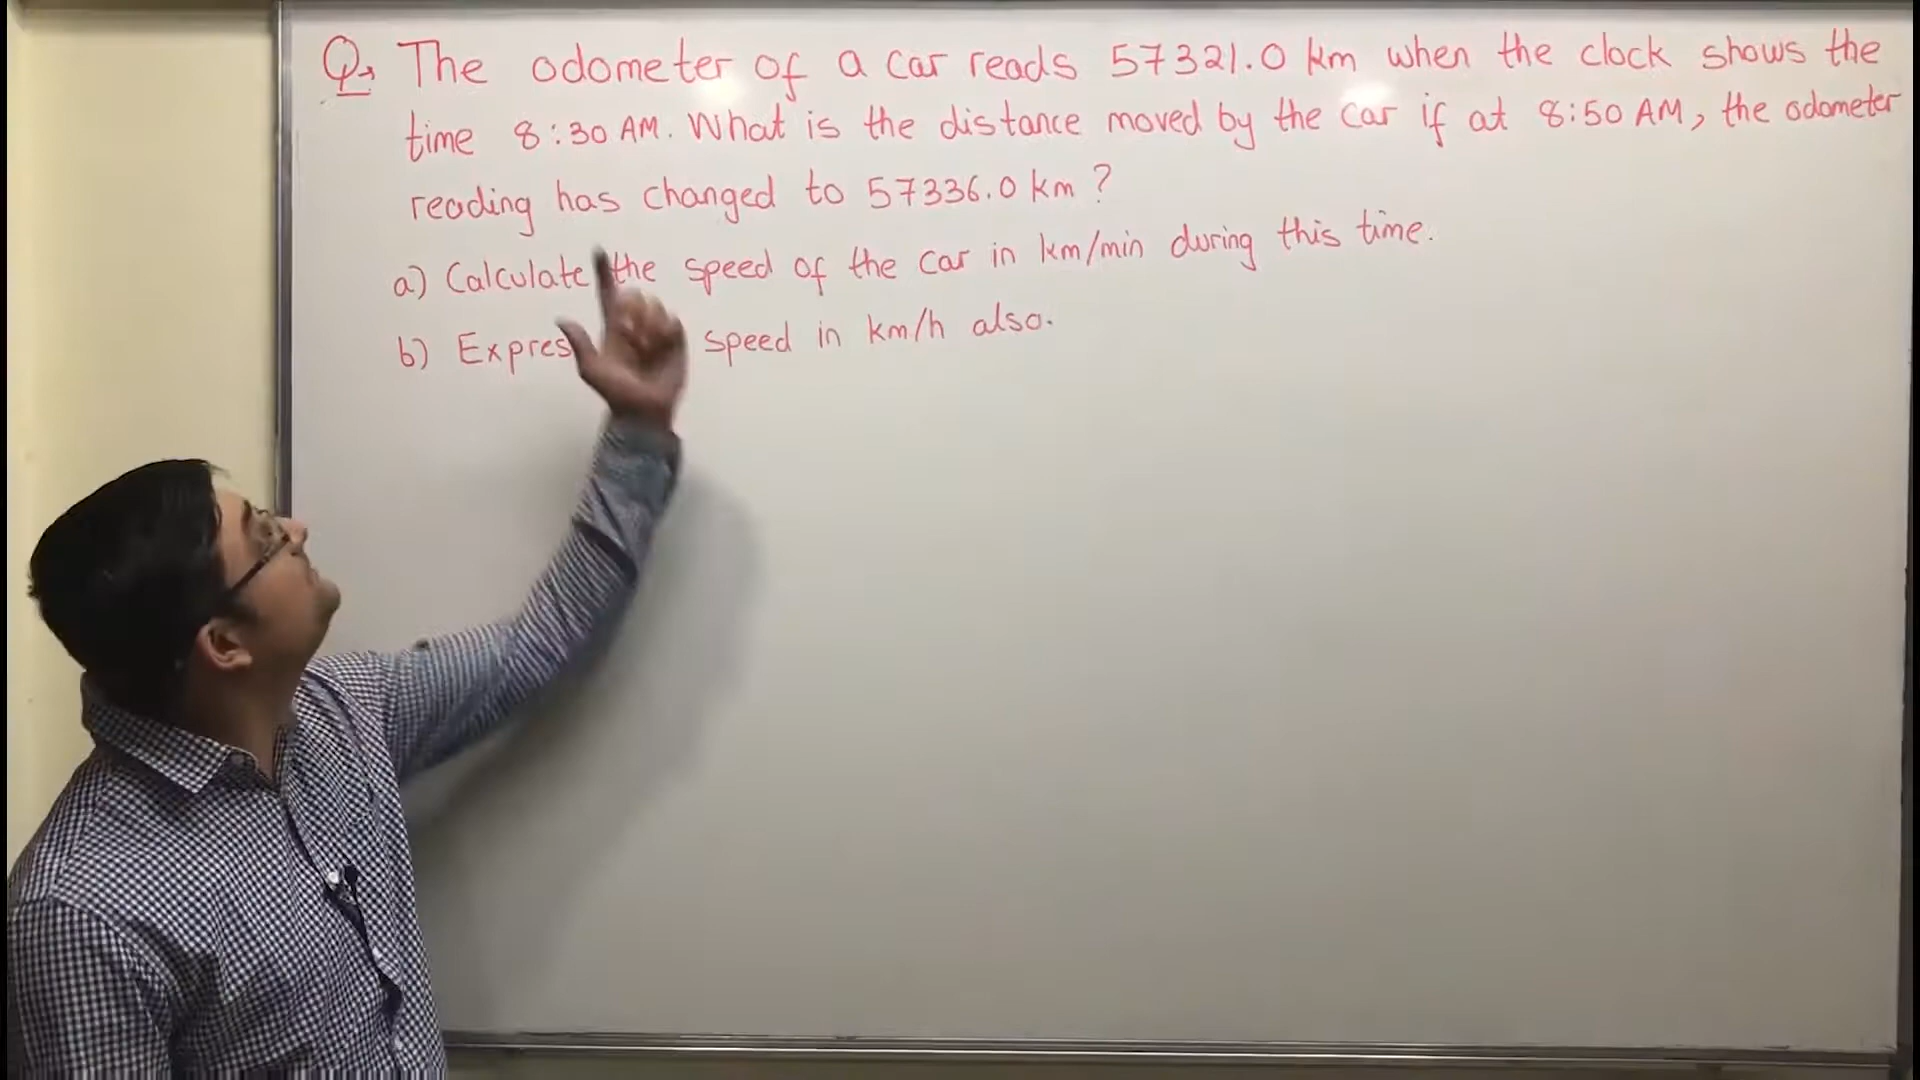 Q. The odometer of a car reads 57321.0 km when the clock shows the
time 8:30 AM. What is the distance moved by the car if at 8:50 AM, the odometer
reading has changed to 57336.0 km ?
a) Calculate the speed of the car in km/min during this time.
b) Expres speed in km/h also.